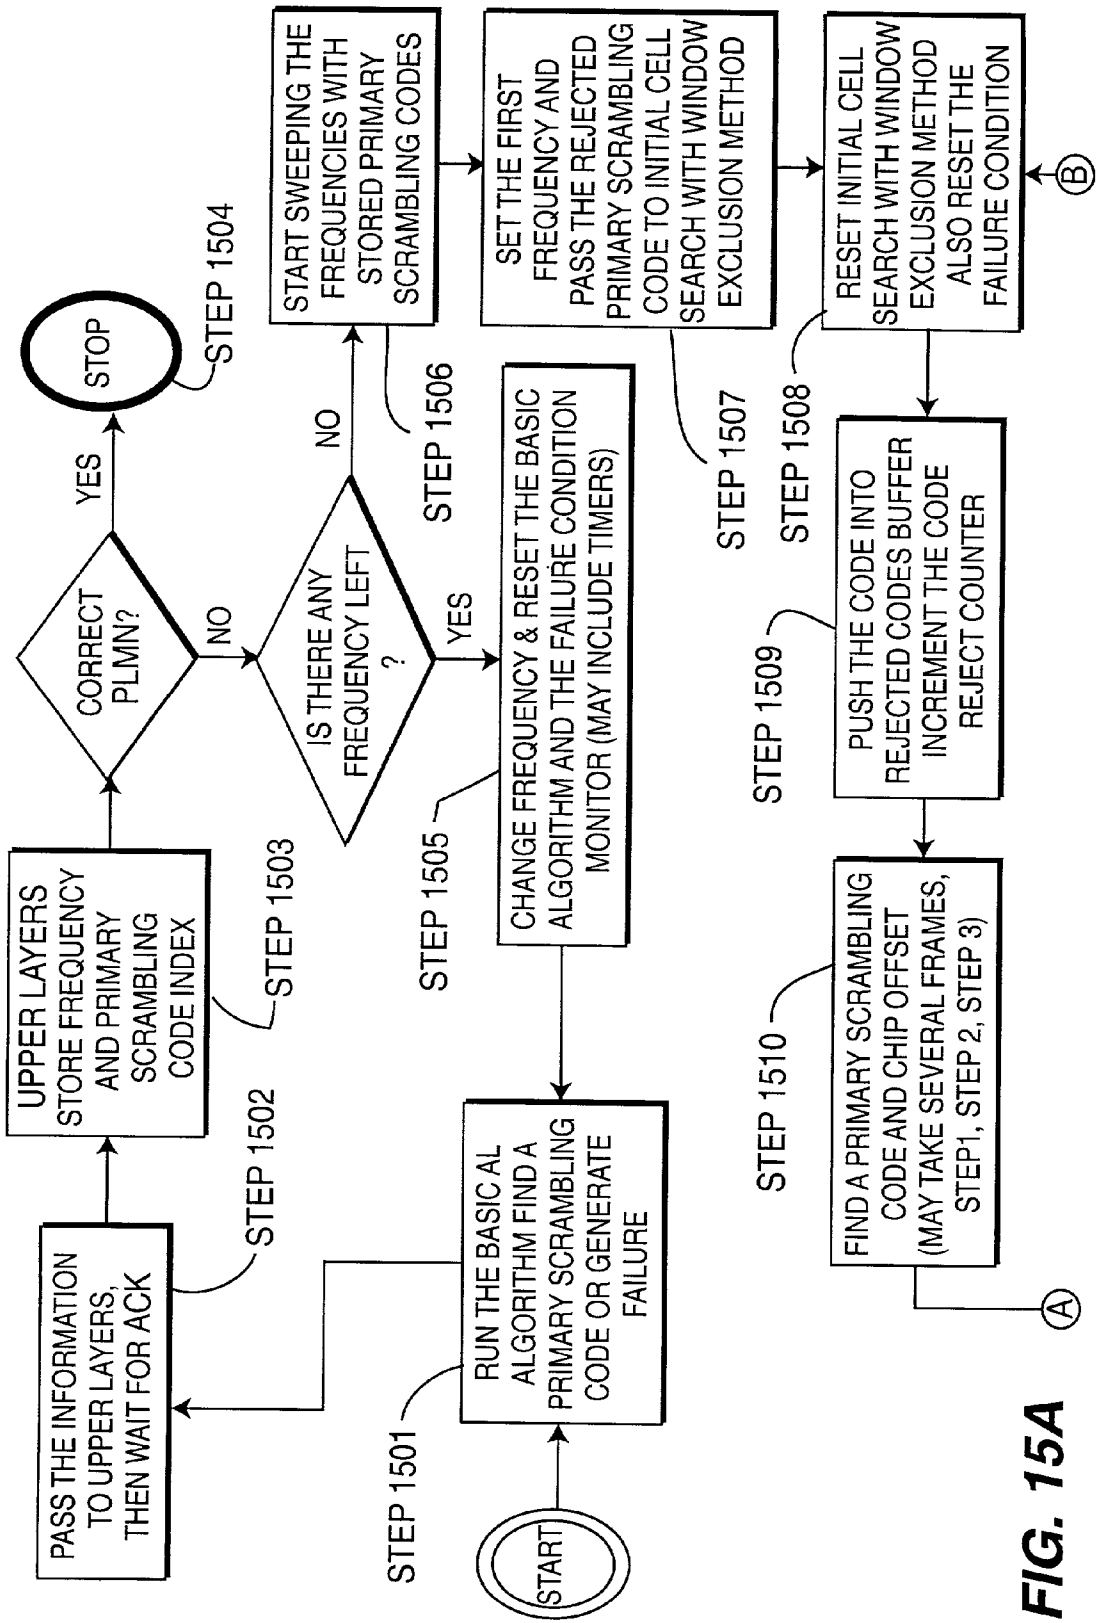 START
RUN THE BASIC AL
ALGORITHM FIND A
PRIMARY SCRAMBLING
CODE OR GENERATE
FAILURE
STEP 1501
PASS THE INFORMATION
TO UPPER LAYERS,
THEN WAIT FOR ACK
STEP 1502
UPPER LAYERS
STORE FREQUENCY
AND PRIMARY
SCRAMBLING
CODE INDEX
STEP 1503
CORRECT
PLMN?
YES
STOP
STEP 1504
NO
IS THERE ANY
FREQUENCY LEFT
?
NO
YES
CHANGE FREQUENCY & RESET THE BASIC
ALGORITHM AND THE FAILURE CONDITION
MONITOR (MAY INCLUDE TIMERS)
STEP 1505
START SWEEPING THE
FREQUENCIES WITH
STORED PRIMARY
SCRAMBLING CODES
STEP 1506
SET THE FIRST
FREQUENCY AND
PASS THE REJECTED
PRIMARY SCRAMBLING
CODE TO INITIAL CELL
SEARCH WITH WINDOW
EXCLUSION METHOD
STEP 1507
RESET INITIAL CELL
SEARCH WITH WINDOW
EXCLUSION METHOD
ALSO RESET THE
FAILURE CONDITION
STEP 1508
B
PUSH THE CODE INTO
REJECTED CODES BUFFER
INCREMENT THE CODE
REJECT COUNTER
STEP 1509
FIND A PRIMARY SCRAMBLING
CODE AND CHIP OFFSET
(MAY TAKE SEVERAL FRAMES,
STEP1, STEP 2, STEP 3)
STEP 1510
A
FIG. 15A